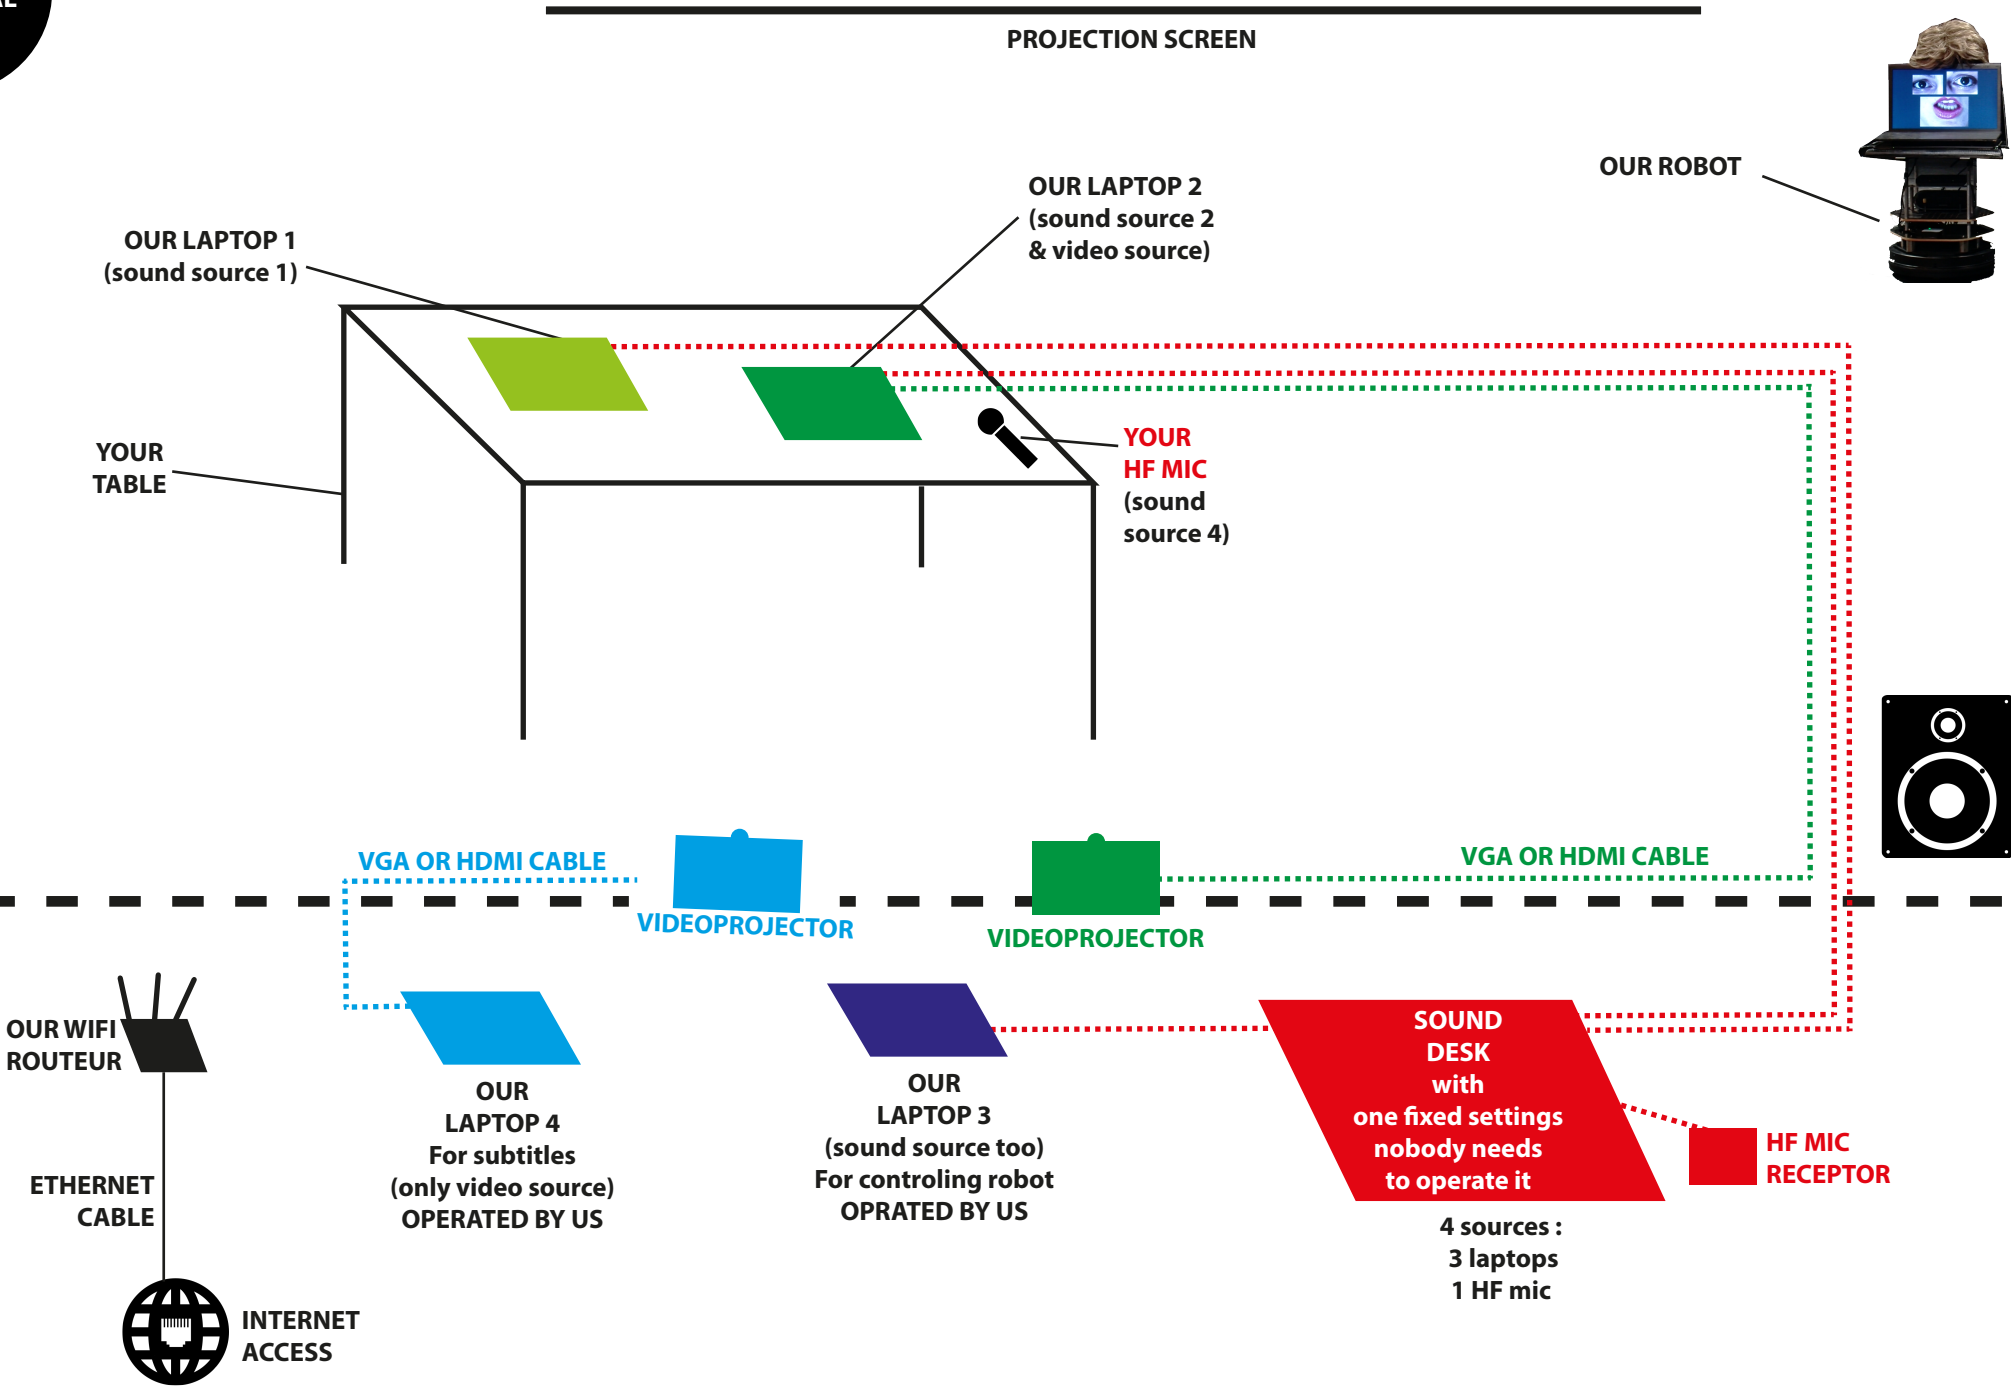 PROJECTION SCREEN
OUR ROBOT
OUR LAPTOP 2
(sound source 2
& video source)
OUR LAPTOP 1
(sound source 1)
YOUR
TABLE
YOUR
HF MIC
(sound
source 4)
VGA OR HDMI CABLE
VIDEOPROJECTOR
VGA OR HDMI CABLE
VIDEOPROJECTOR
OUR WIFI
ROUTEUR
ETHERNET
CABLE
INTERNET
ACCESS
OUR
LAPTOP 4
For subtitles
(only video source)
OPERATED BY US
OUR
LAPTOP 3
(sound source too)
For controling robot
OPRATED BY US
SOUND
DESK
with
one fixed settings
nobody needs
to operate it
4 sources :
3 laptops
1 HF mic
HF MIC
RECEPTOR